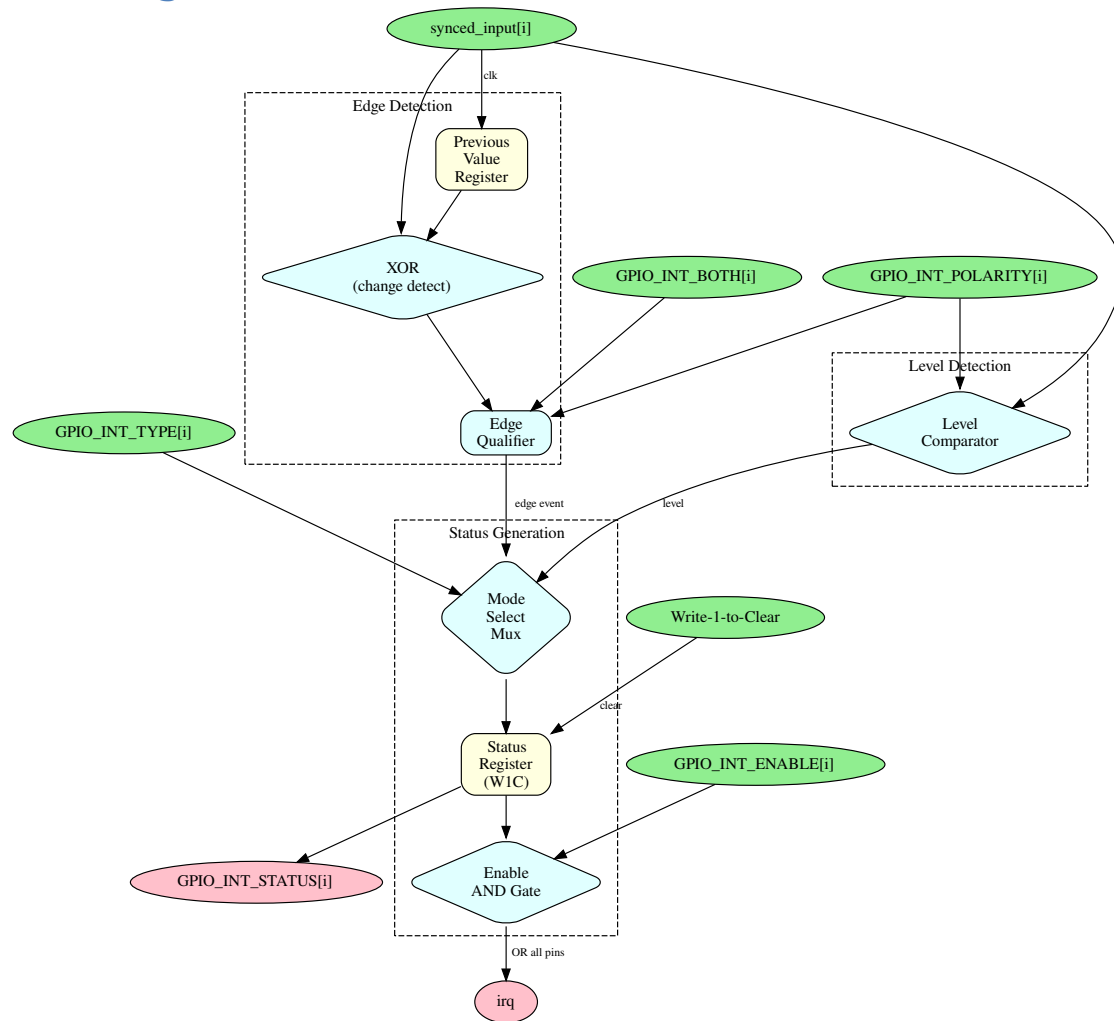 synced_input[i]
clk
Edge Detection
Previous
Value
Register
XOR
(change detect)
GPIO_INT_BOTH[i]
GPIO_INT_POLARITY[i]
Level Detection
GPIO_INT_TYPE[i]
Edge
Qualifier
Level
Comparator
edge event
level
Status Generation
Mode
Select
Mux
Write-1-to-Clear
clear
Status
Register
(W1C)
GPIO_INT_ENABLE[i]
GPIO_INT_STATUS[i]
Enable
AND Gate
OR all pins
irq